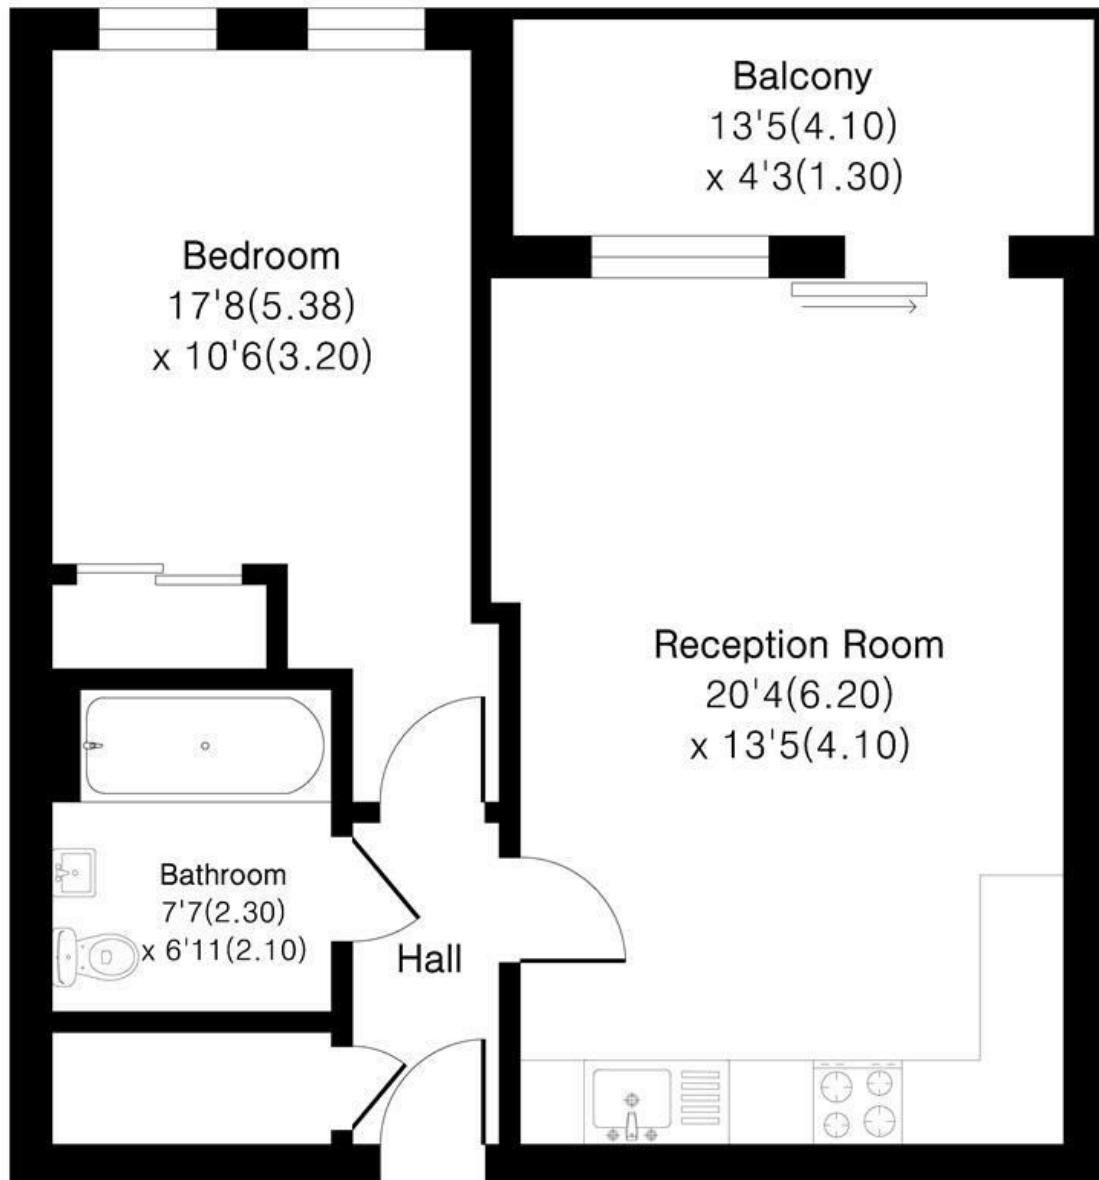 Balcony
13'5(4.10)
x 4'3(1.30)
Bedroom
17'8(5.38)
x 10'6(3.20)
Reception Room
20'4(6.20)
x 13'5(4.10)
Bathroom
7'7(2.30)
x 6'11(2.10)
Hall